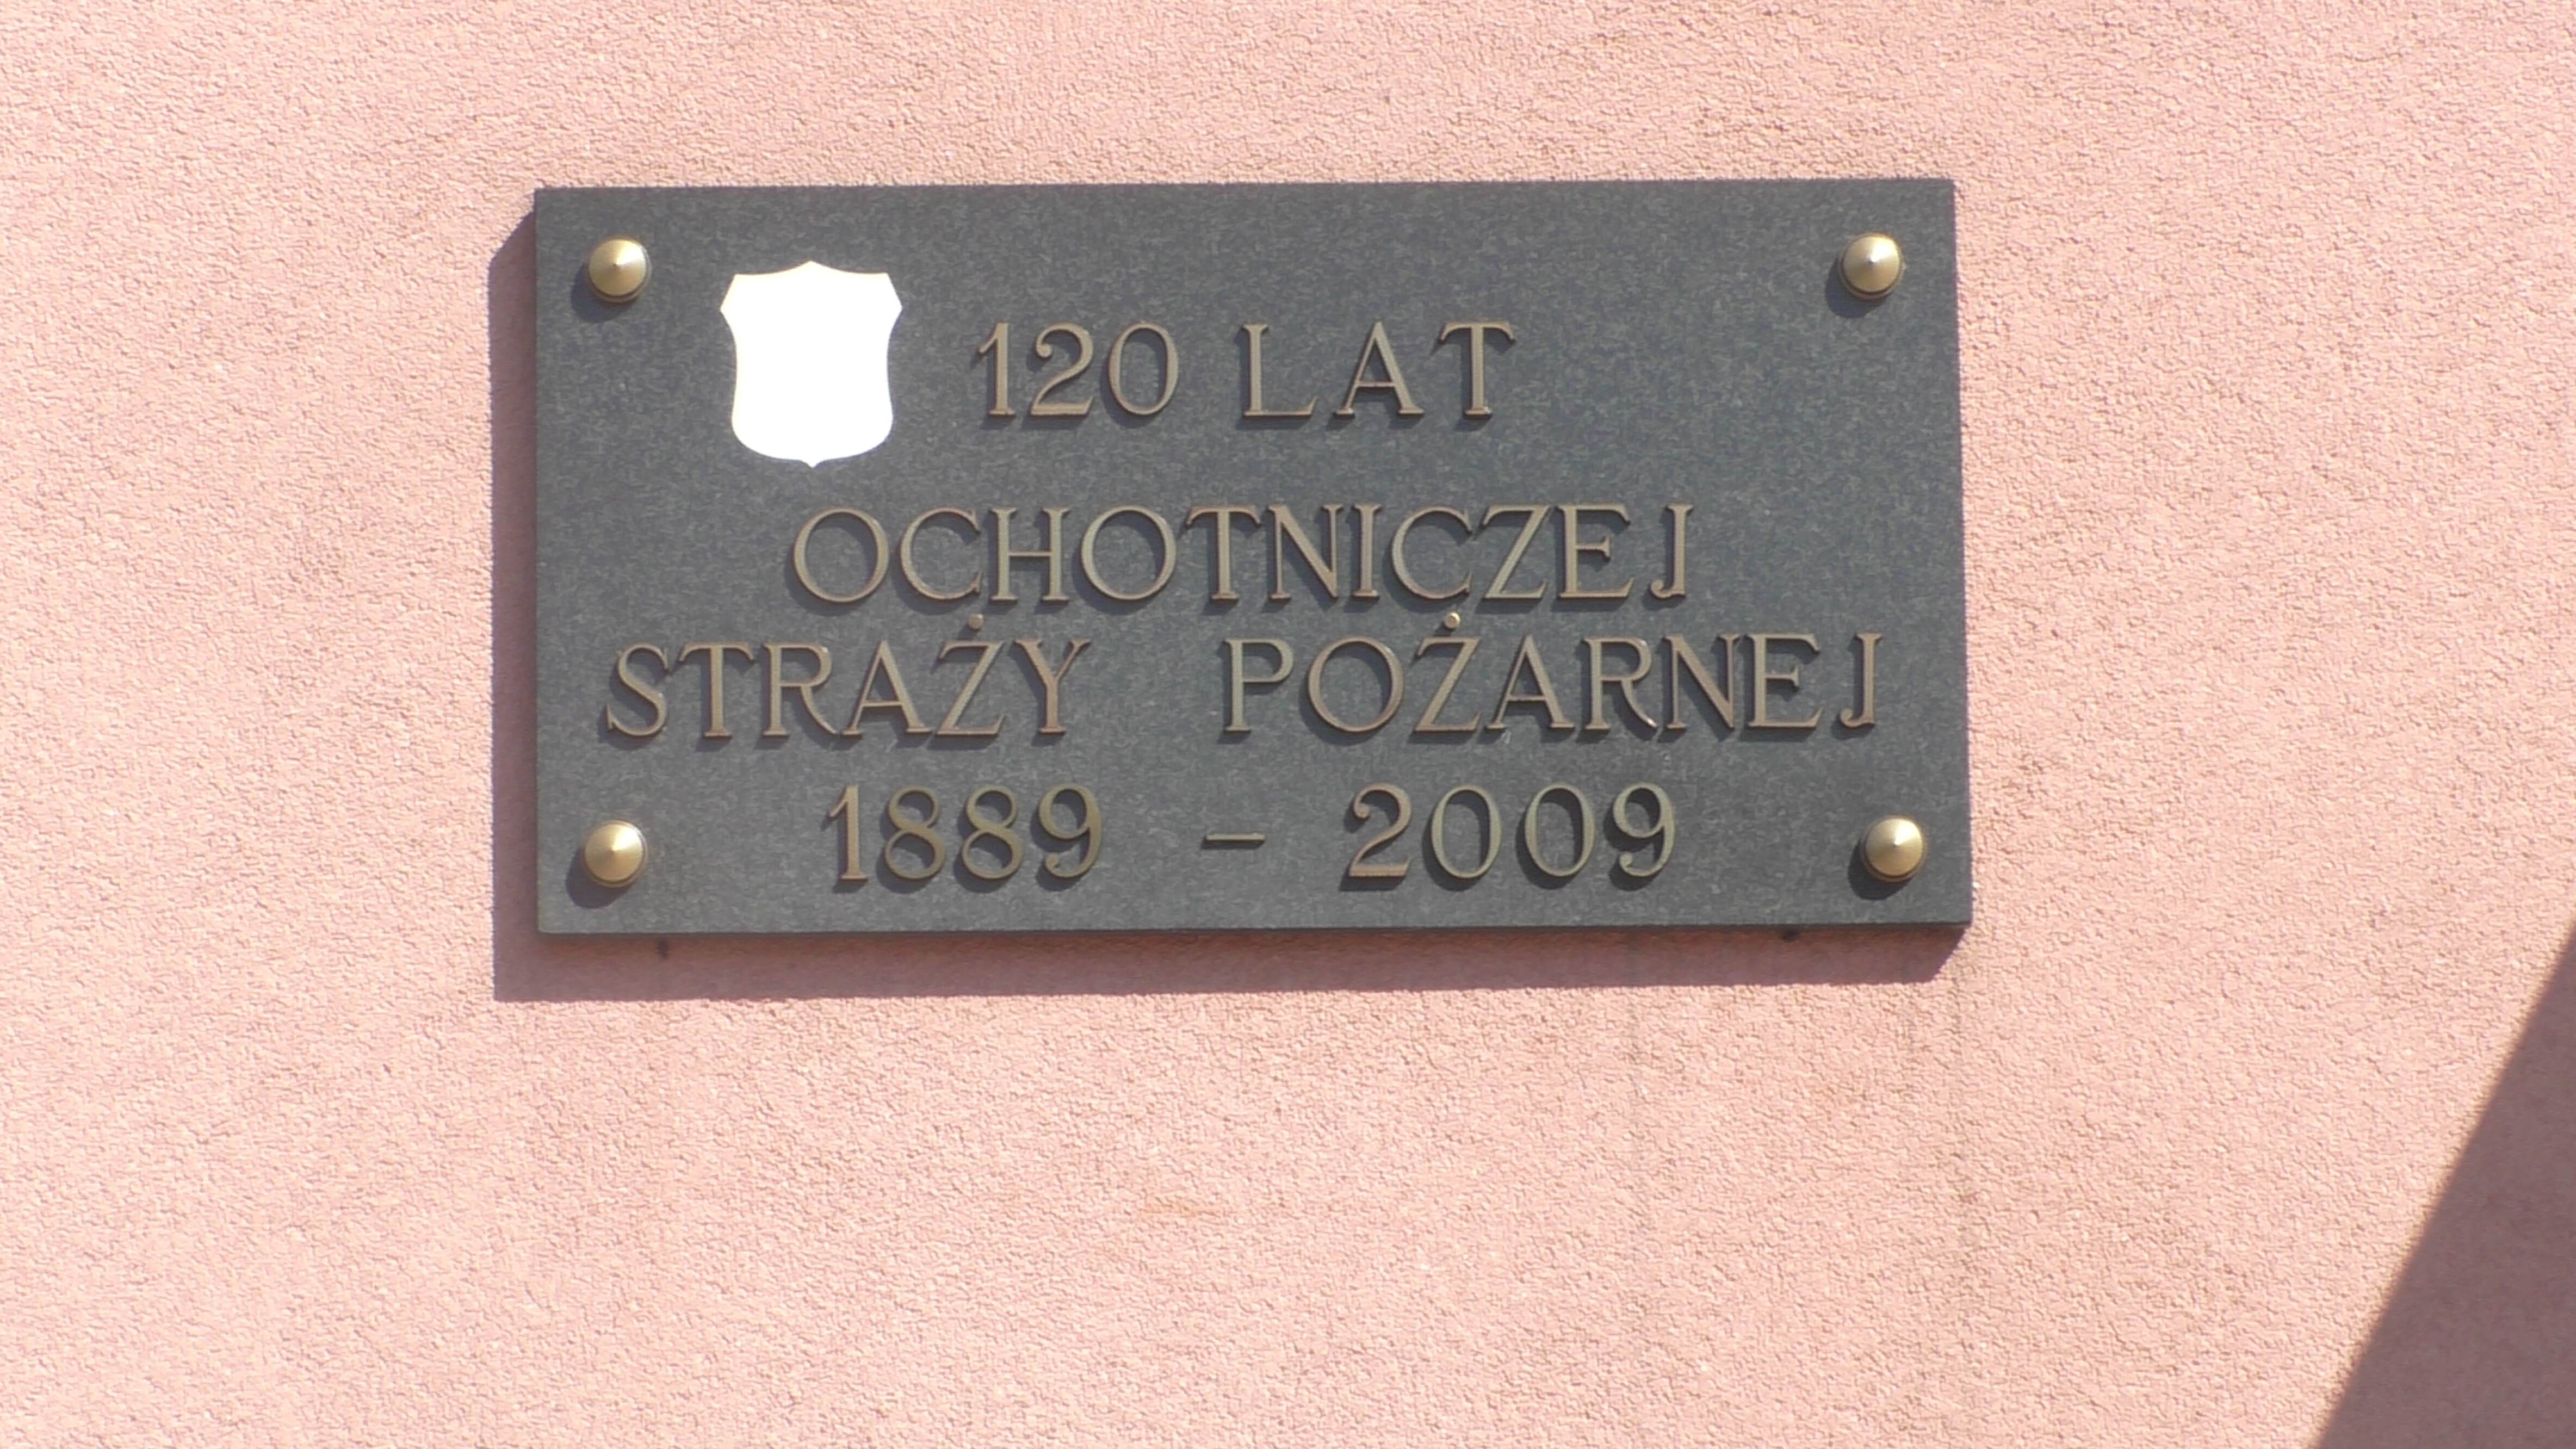 120 LAT
OCHOTNICZEJ
STRAŻY POŻARNEJ
1889 - 2009